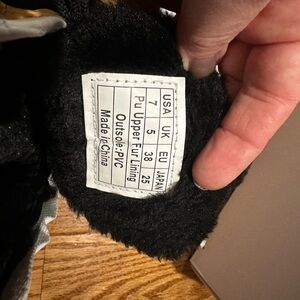 USA UK EU JAPAN
7 5 38 25
Pu Upper Fur Lining
Outsole:PVC
Made in China